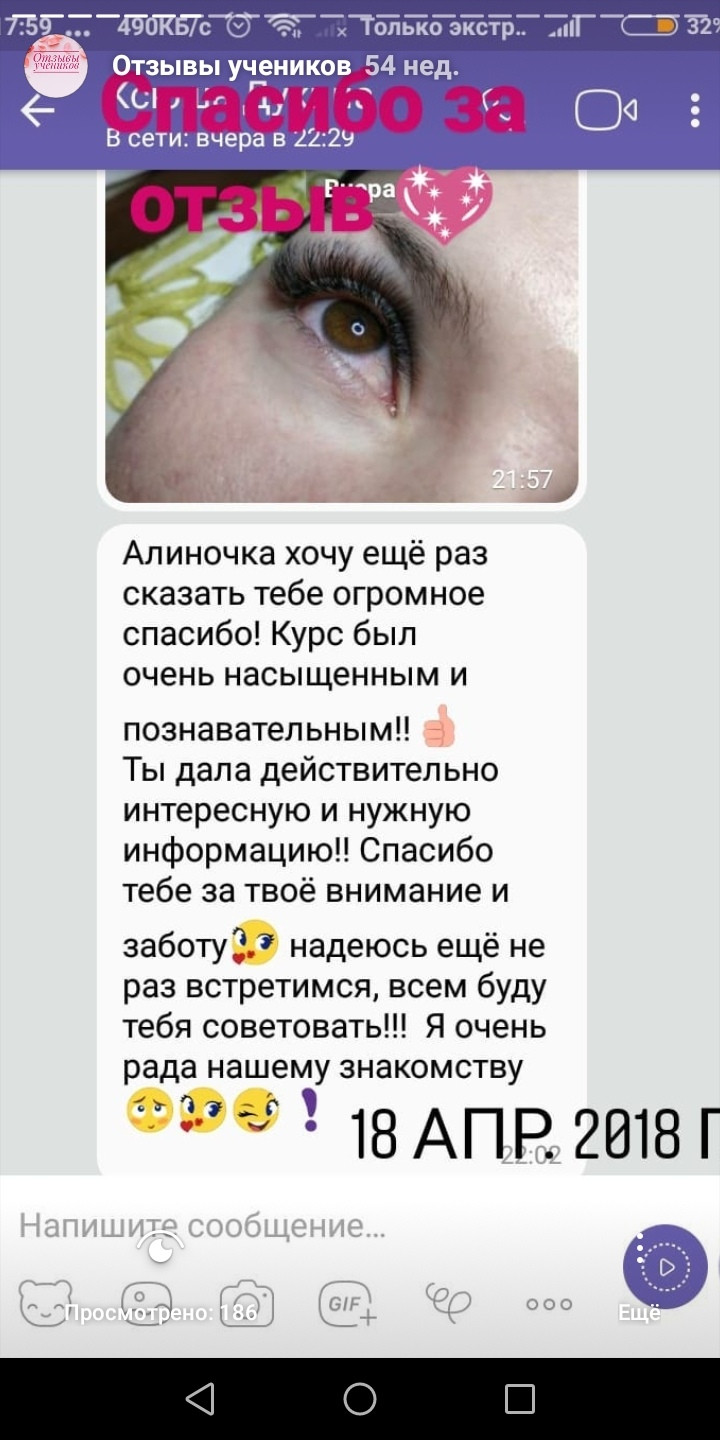 17:59 ... 490КБ/с Только экстр.. 32%
Отзывы учеников
Отзывы учеников 54 нед.
Спасибо за
В сети: вчера в 22:29
Вчера
отзыв
21:57
Алиночка хочу ещё раз
сказать тебе огромное
спасибо! Курс был
очень насыщенным и
познавательным!!
Ты дала действительно
интересную и нужную
информацию!! Спасибо
тебе за твоё внимание и
заботу надеюсь ещё не
раз встретимся, всем буду
тебя советовать!!! Я очень
рада нашему знакомству
18 АПР. 2018 Г
22:02
Напишите сообщение...
GIF
Просмотрено: 186
Ещё